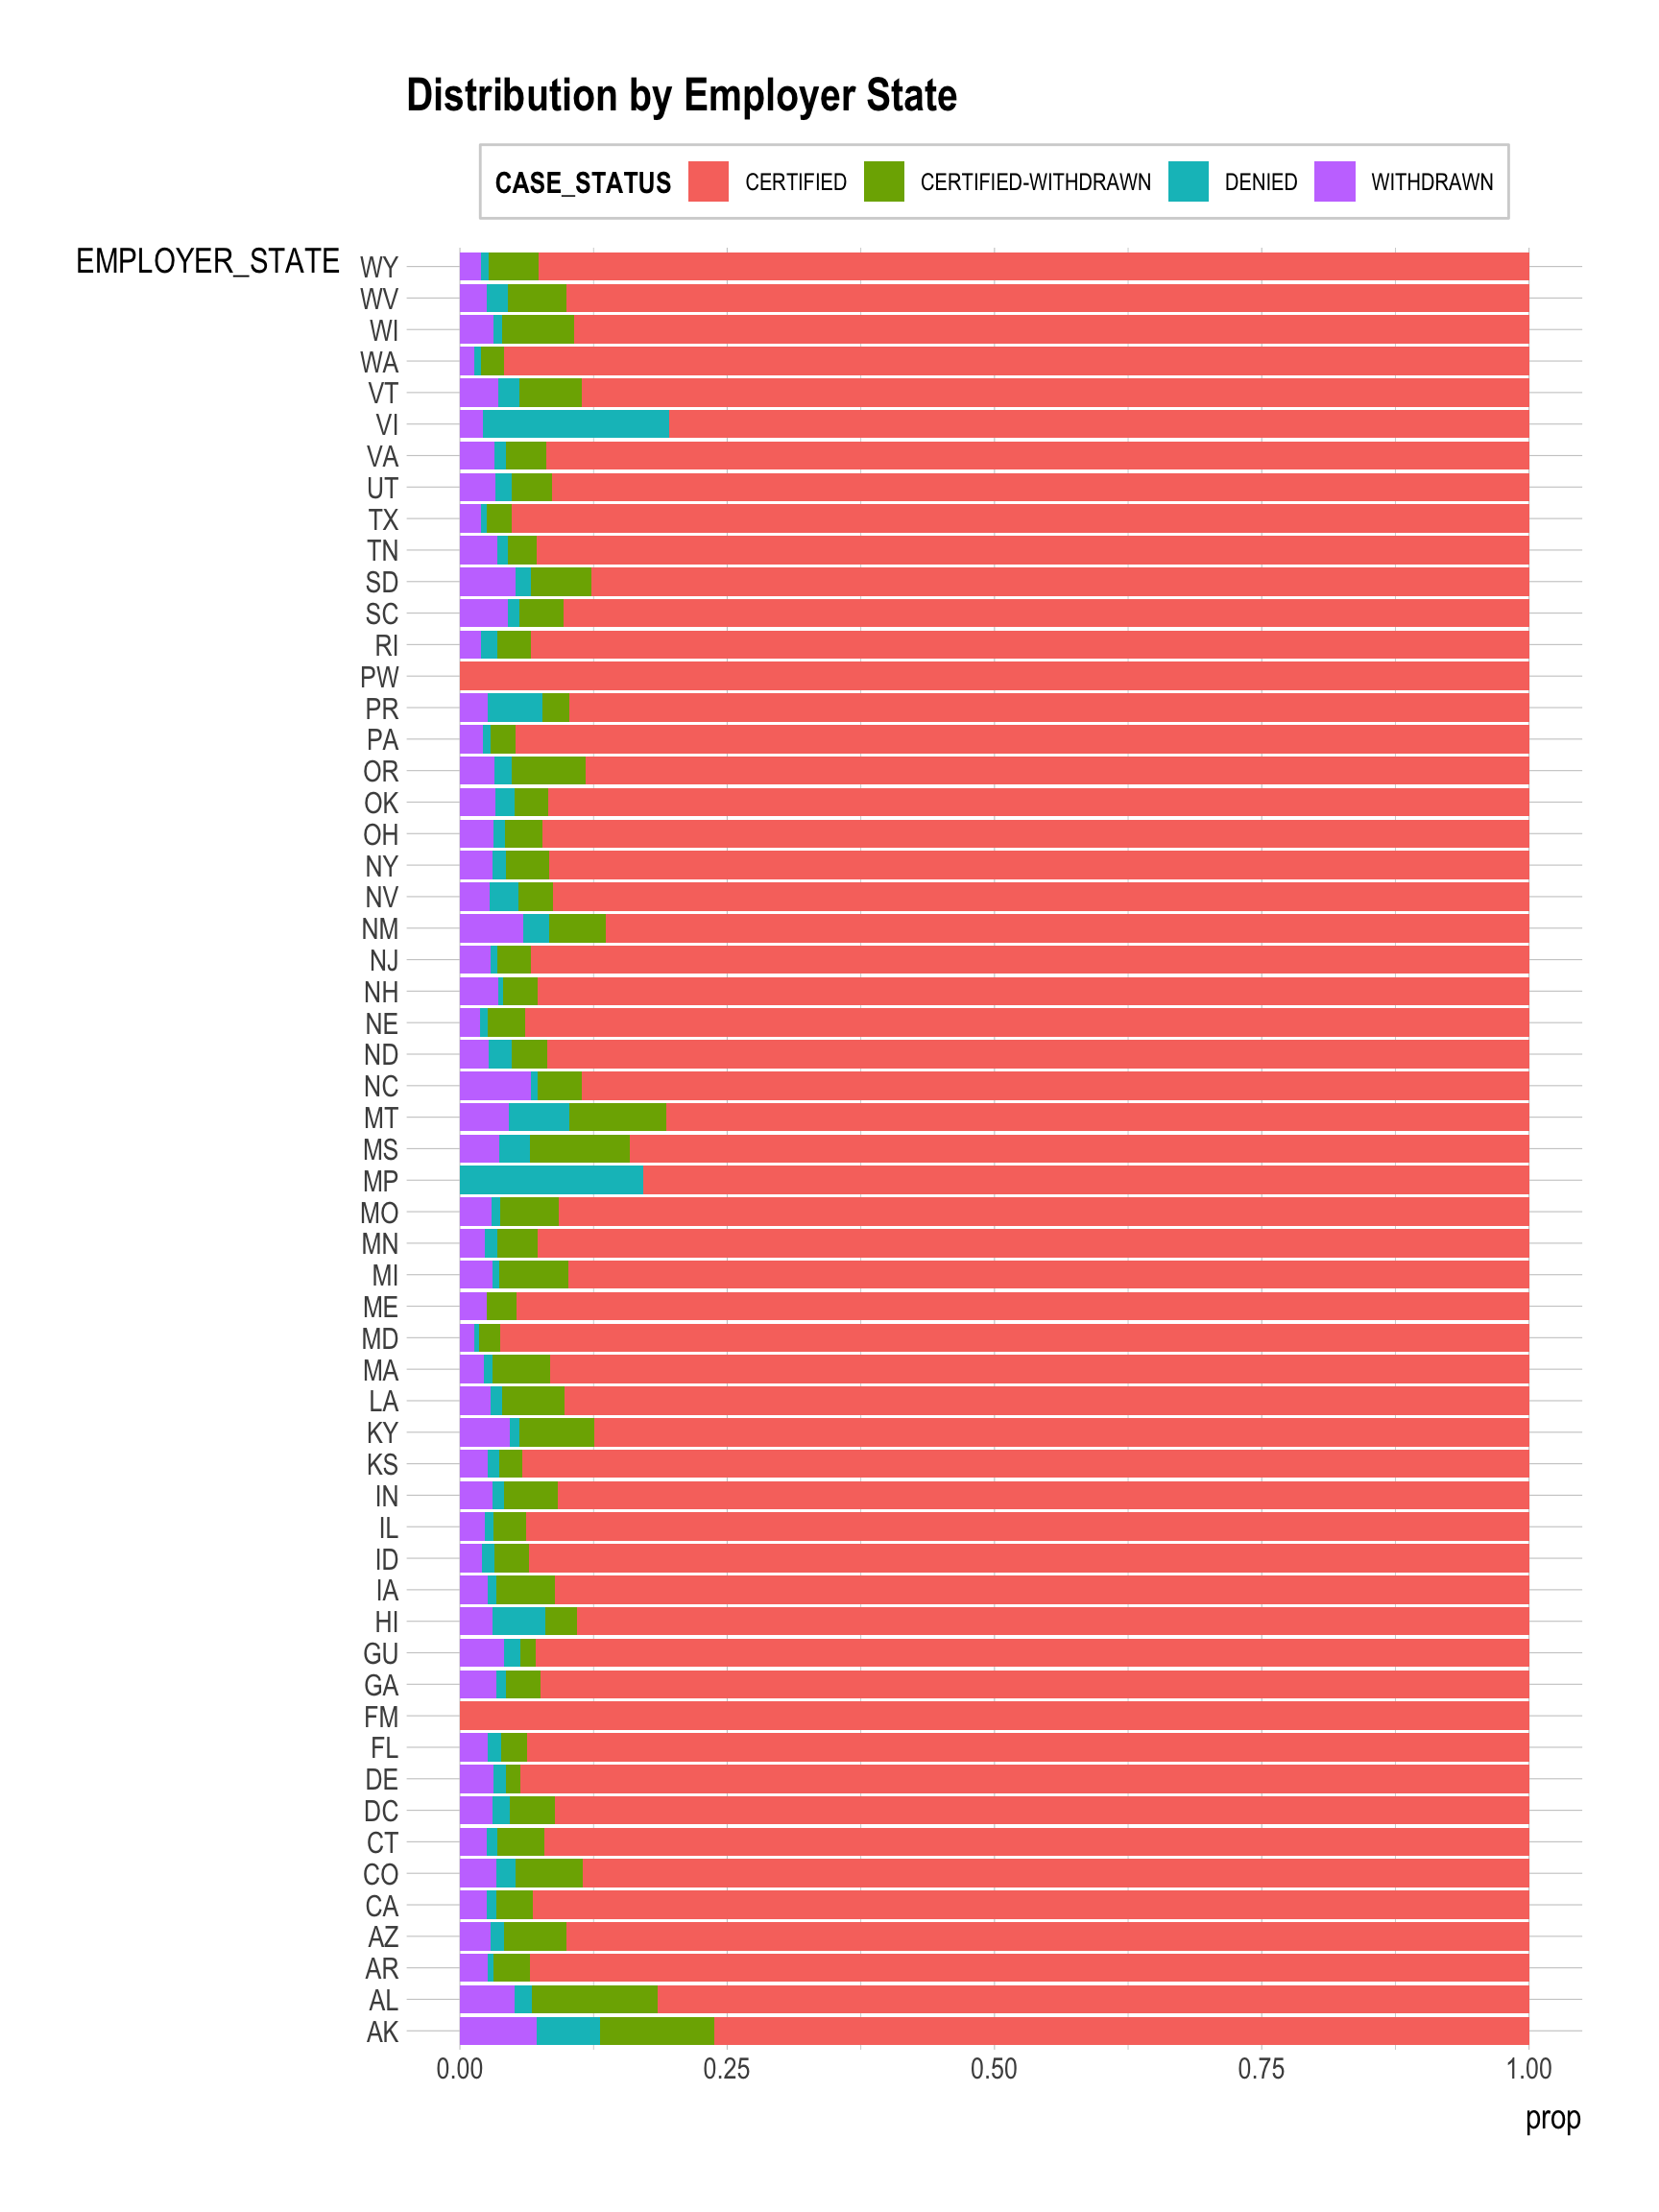 Distribution by Employer State
CASE_STATUS CERTIFIED CERTIFIED-WITHDRAWN DENIED WITHDRAWN
EMPLOYER_STATE
WY
WV
WI
WA
VT
VI
VA
UT
TX
TN
SD
SC
RI
PW
PR
PA
OR
OK
OH
NY
NV
NM
NJ
NH
NE
ND
NC
MT
MS
MP
MO
MN
MI
ME
MD
MA
LA
KY
KS
IN
IL
ID
IA
HI
GU
GA
FM
FL
DE
DC
CT
CO
CA
AZ
AR
AL
AK
0.00 0.25 0.50 0.75 1.00
prop